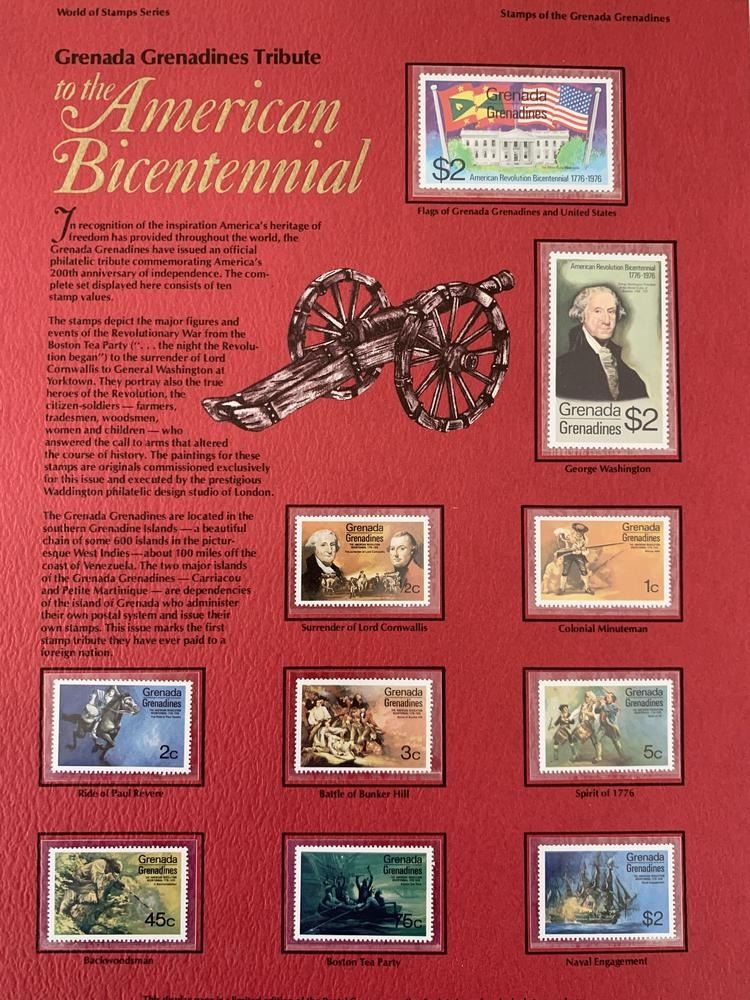 World of Stamps Series
Stamps of the Grenada Grenadines
Grenada Grenadines Tribute
to the American
Bicentennial
In recognition of the inspiration America's heritage of
freedom has provided throughout the world, the
Grenada Grenadines have issued an official
philatelic tribute commemorating America's
200th anniversary of independence. The com-
plete set displayed here consists of ten
stamp values.
The stamps depict the major figures and
events of the Revolutionary War from the
Boston Tea Party (". . . the night the Revolu-
tion began") to the surrender of Lord
Cornwallis to General Washington at
Yorktown. They portray also the true
heroes of the Revolution, the
citizen-soldiers — farmers,
tradesmen, woodsmen,
women and children — who
answered the call to arms that altered
the course of history. The paintings for these
stamps are originals commissioned exclusively
for this issue and executed by the prestigious
Waddington philatelic design studio of London.
The Grenada Grenadines are located in the
southern Grenadine Islands — a beautiful
chain of some 600 islands in the pictur-
esque West Indies—about 100 miles off the
coast of Venezuela. The two major islands
of the Grenada Grenadines — Carriacou
and Petite Martinique — are dependencies
of the island of Grenada who administer
their own postal system and issue their
own stamps. This issue marks the first
stamp tribute they have ever paid to a
foreign nation.
Grenada
Grenadines
$2
American Revolution Bicentennial 1776-1976
Flags of Grenada Grenadines and United States
American Revolution Bicentennial
1776-1976
Grenada
Grenadines
$2
George Washington
Grenada
Grenadines
2c
Surrender of Lord Cornwallis
Grenada
Grenadines
1c
Colonial Minuteman
Grenada
Grenadines
2c
Ride of Paul Revere
Grenada
Grenadines
3c
Battle of Bunker Hill
Grenada
Grenadines
5c
Spirit of 1776
Grenada
Grenadines
45c
Backwoodsman
Grenada
Grenadines
75c
Boston Tea Party
Grenada
Grenadines
$2
Naval Engagement